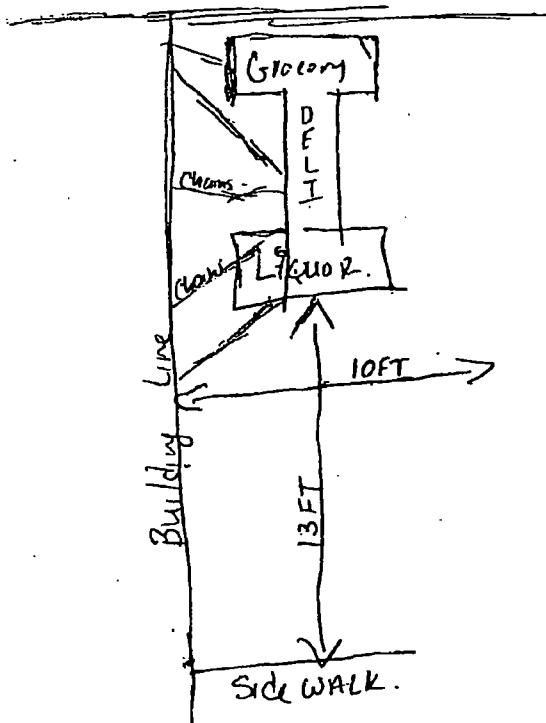 Grocery
DELI
Chains
Chains
LIQUOR.
10FT
Building Line
13FT
Side WALK.